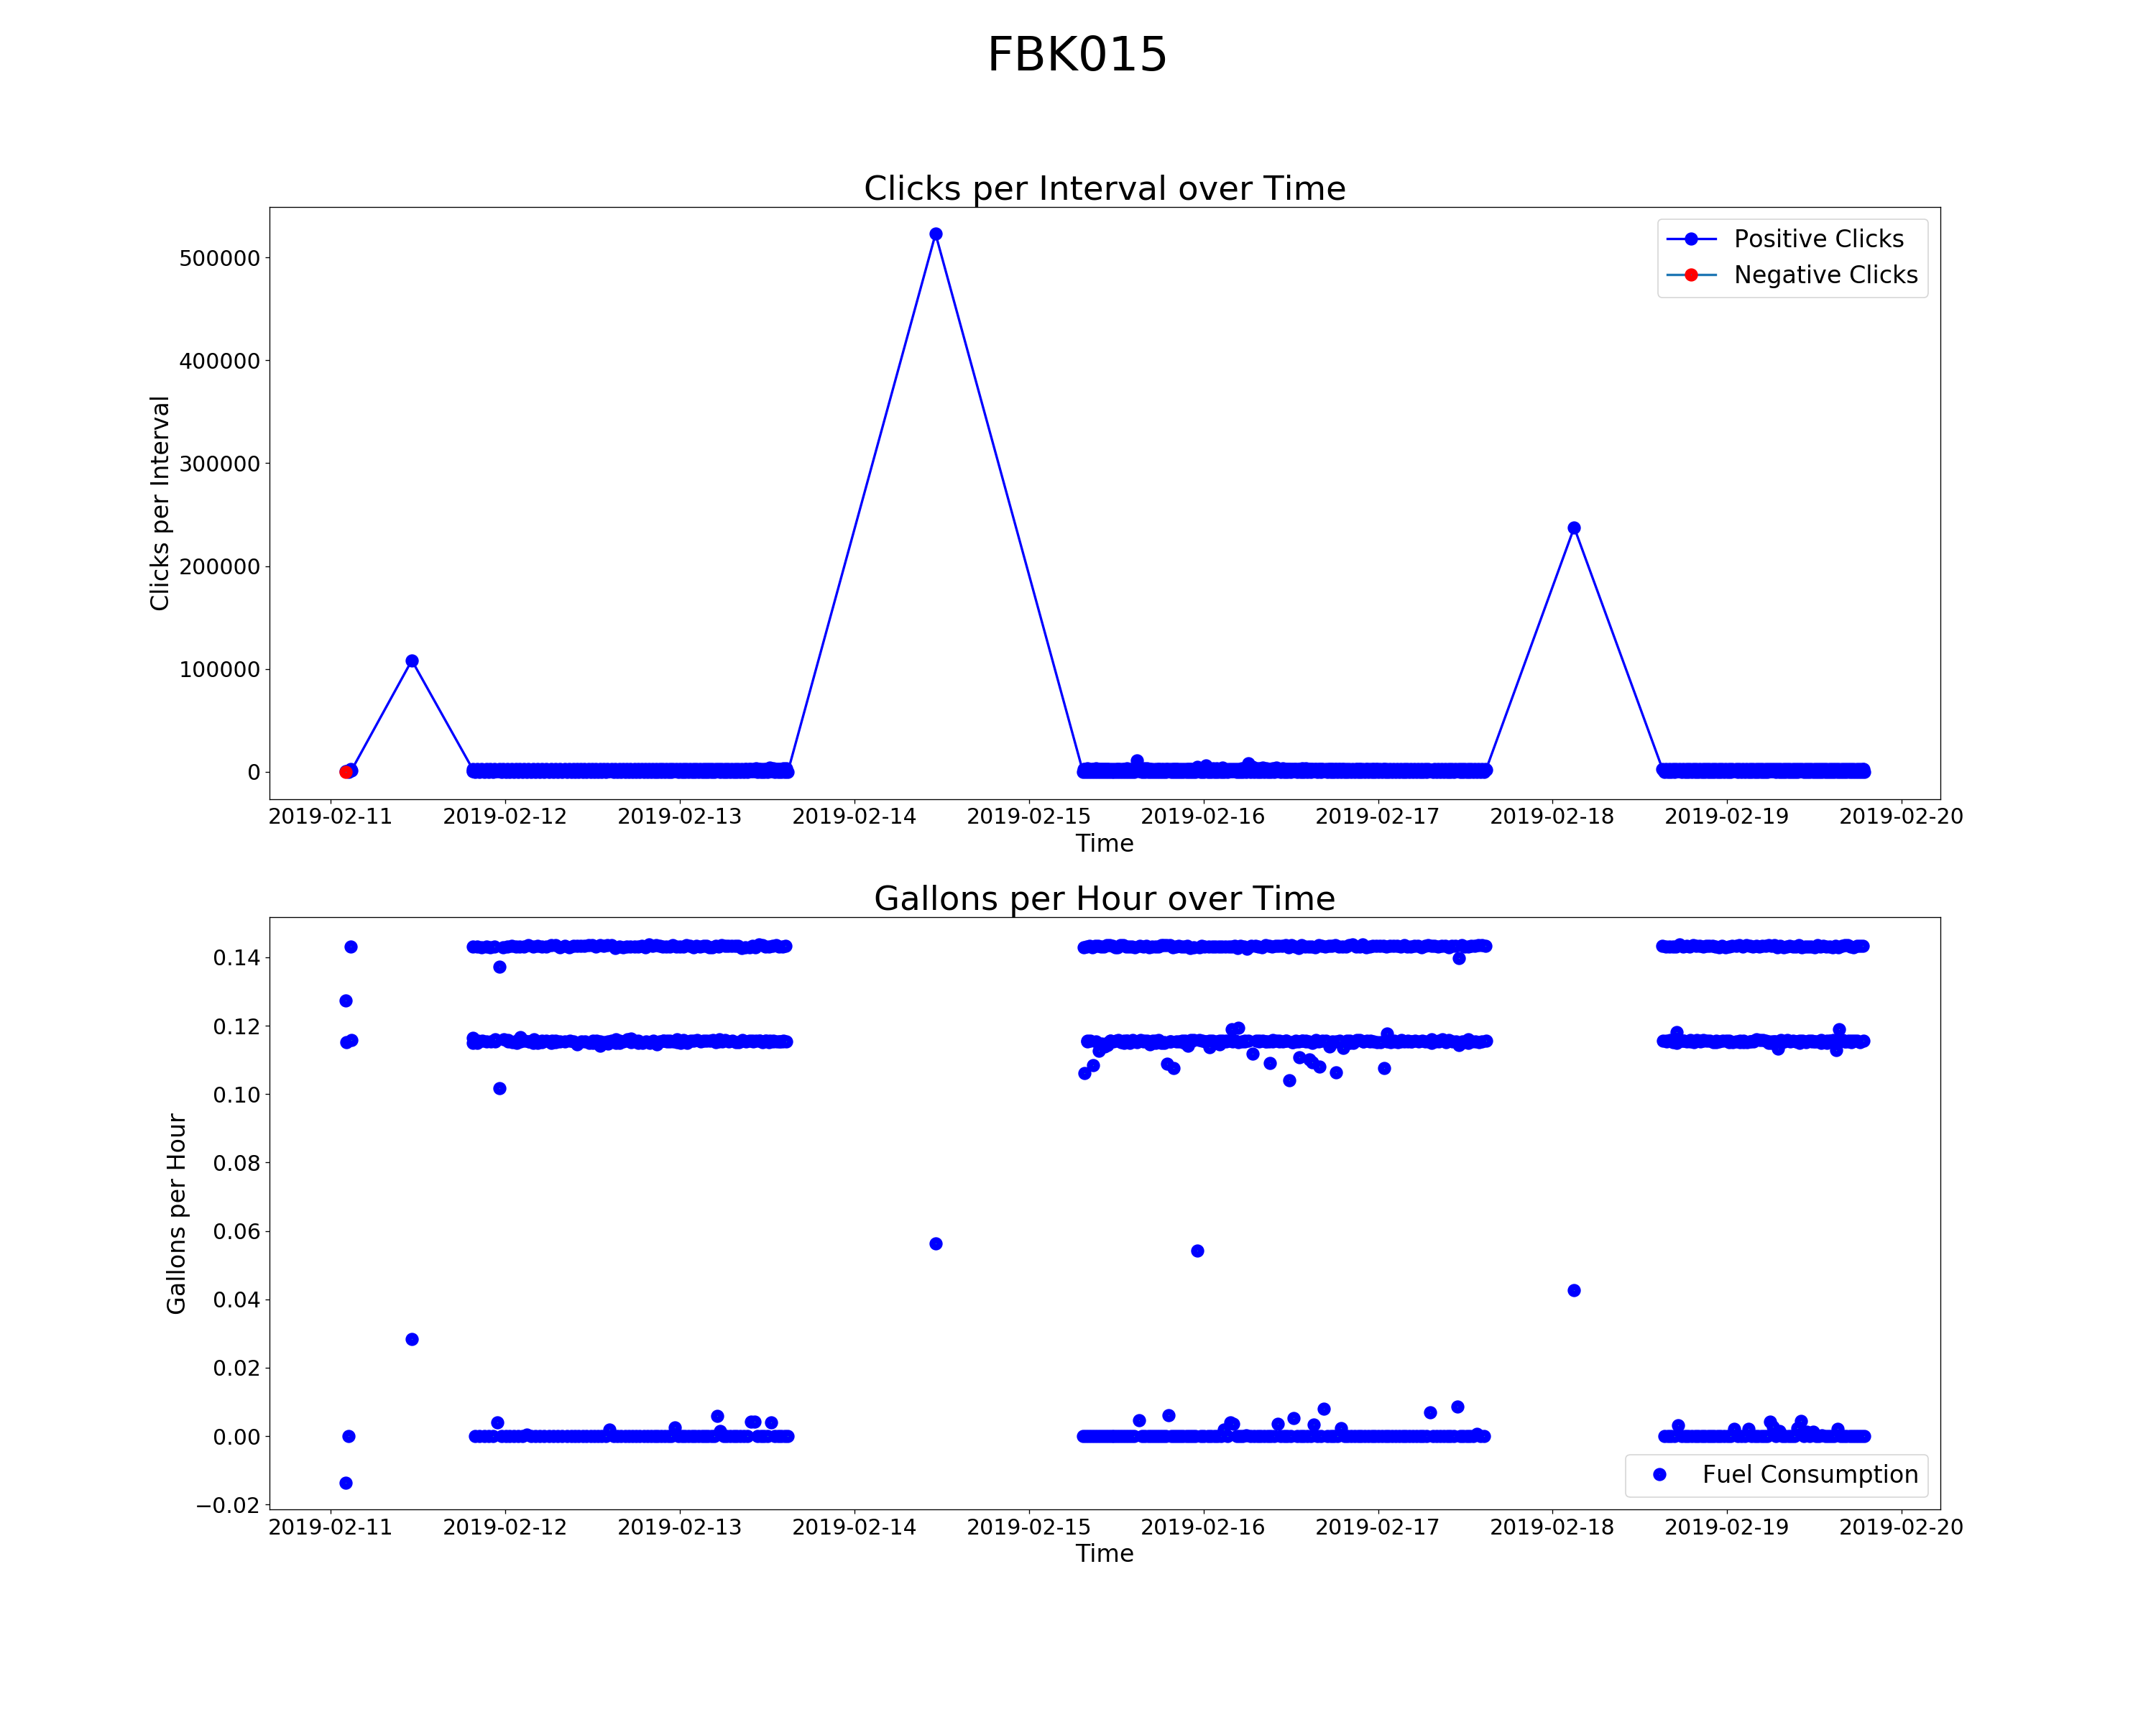 FBK015
Clicks per Interval over Time
Positive Clicks
Negative Clicks
500000
400000
300000
200000
100000
0
Clicks per Interval
2019-02-11 2019-02-12 2019-02-13 2019-02-14 2019-02-15 2019-02-16 2019-02-17 2019-02-18 2019-02-19 2019-02-20
Time
Gallons per Hour over Time
0.14
0.12
0.10
0.08
0.06
0.04
0.02
0.00
−0.02
Gallons per Hour
Fuel Consumption
2019-02-11 2019-02-12 2019-02-13 2019-02-14 2019-02-15 2019-02-16 2019-02-17 2019-02-18 2019-02-19 2019-02-20
Time